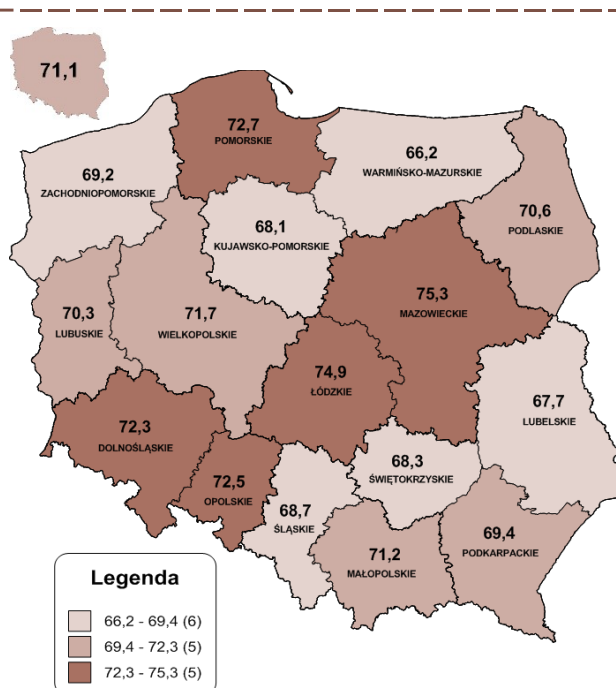 71,1
72,7
POMORSKIE
66,2
WARMIŃSKO-MAZURSKIE
69,2
ZACHODNIOPOMORSKIE
70,6
PODLASKIE
68,1
KUJAWSKO-POMORSKIE
75,3
MAZOWIECKIE
70,3
LUBUSKIE
71,7
WIELKOPOLSKIE
74,9
ŁÓDZKIE
67,7
LUBELSKIE
72,3
DOLNOŚLĄSKIE
72,5
OPOLSKIE
68,3
ŚWIĘTOKRZYSKIE
68,7
ŚLĄSKIE
69,4
PODKARPACKIE
71,2
MAŁOPOLSKIE
Legenda
66,2 - 69,4 (6)
69,4 - 72,3 (5)
72,3 - 75,3 (5)